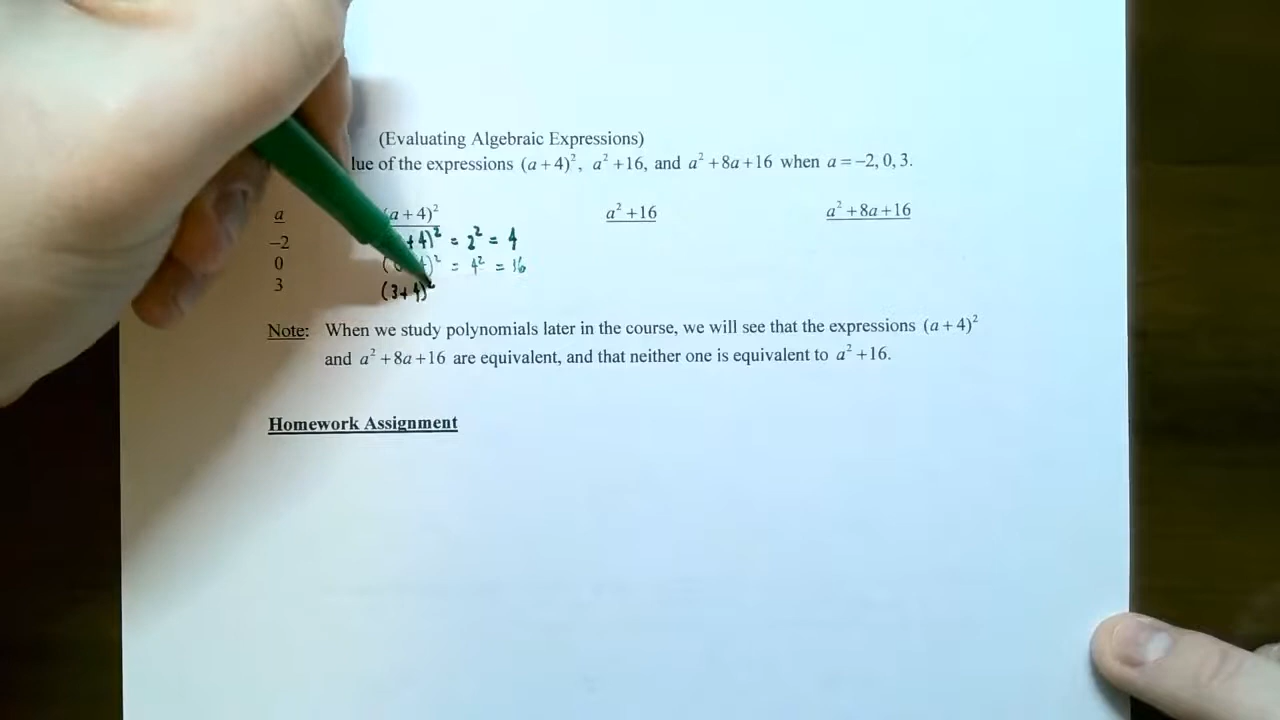 (Evaluating Algebraic Expressions)
of the expressions (a+4)², a²+16, and a²+8a+16 when a=−2, 0, 3.
a a+4)² a²+16 a²+8a+16
−2 +4)² = 2² = 4
0 )² = 4² = 16
3 (3+4)²
Note: When we study polynomials later in the course, we will see that the expressions (a+4)²
and a²+8a+16 are equivalent, and that neither one is equivalent to a²+16.
Homework Assignment